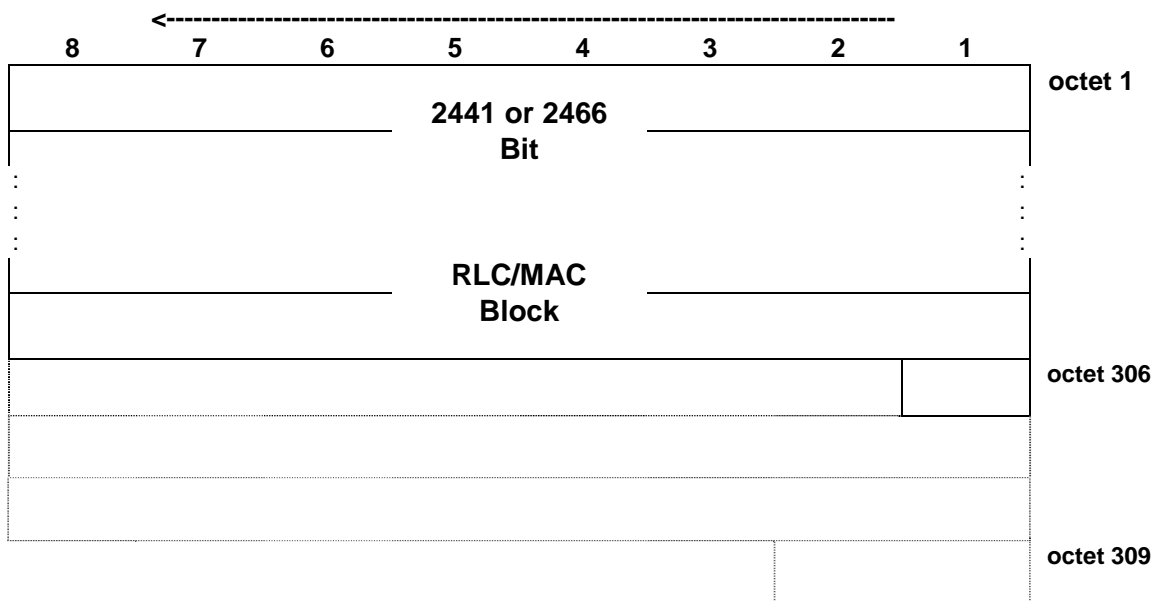 <--------------------------------------------------------------------------------
8 7 6 5 4 3 2 1
octet 1
2441 or 2466
Bit
: :
: :
: :
RLC/MAC
Block
octet 306
octet 309